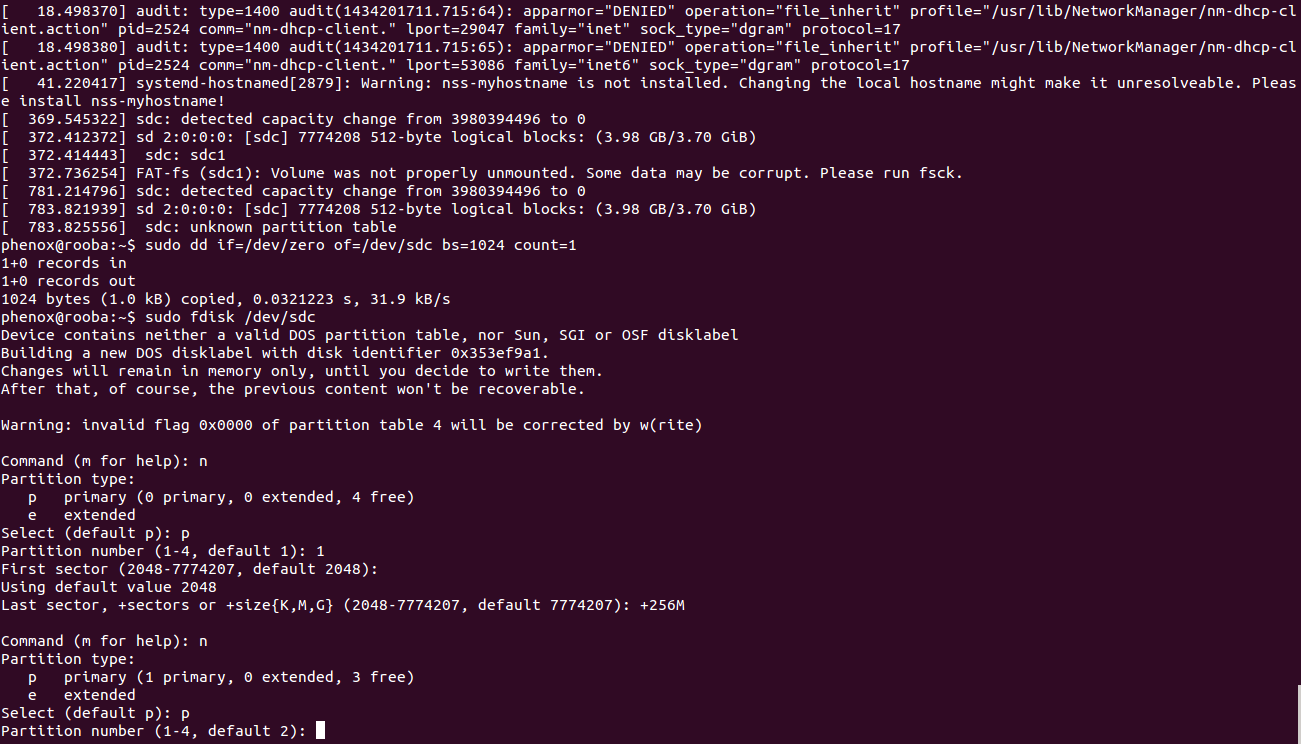 [   18.498370] audit: type=1400 audit(1434201711.715:64): apparmor="DENIED" operation="file_inherit" profile="/usr/lib/NetworkManager/nm-dhcp-cl
ient.action" pid=2524 comm="nm-dhcp-client." lport=29047 family="inet" sock_type="dgram" protocol=17
[   18.498380] audit: type=1400 audit(1434201711.715:65): apparmor="DENIED" operation="file_inherit" profile="/usr/lib/NetworkManager/nm-dhcp-cl
ient.action" pid=2524 comm="nm-dhcp-client." lport=53086 family="inet6" sock_type="dgram" protocol=17
[   41.220417] systemd-hostnamed[2879]: Warning: nss-myhostname is not installed. Changing the local hostname might make it unresolveable. Pleas
e install nss-myhostname!
[  369.545322] sdc: detected capacity change from 3980394496 to 0
[  372.412372] sd 2:0:0:0: [sdc] 7774208 512-byte logical blocks: (3.98 GB/3.70 GiB)
[  372.414443]  sdc: sdc1
[  372.736254] FAT-fs (sdc1): Volume was not properly unmounted. Some data may be corrupt. Please run fsck.
[  781.214796] sdc: detected capacity change from 3980394496 to 0
[  783.821939] sd 2:0:0:0: [sdc] 7774208 512-byte logical blocks: (3.98 GB/3.70 GiB)
[  783.825556]  sdc: unknown partition table
phenox@rooba:~$ sudo dd if=/dev/zero of=/dev/sdc bs=1024 count=1
1+0 records in
1+0 records out
1024 bytes (1.0 kB) copied, 0.0321223 s, 31.9 kB/s
phenox@rooba:~$ sudo fdisk /dev/sdc
Device contains neither a valid DOS partition table, nor Sun, SGI or OSF disklabel
Building a new DOS disklabel with disk identifier 0x353ef9a1.
Changes will remain in memory only, until you decide to write them.
After that, of course, the previous content won't be recoverable.

Warning: invalid flag 0x0000 of partition table 4 will be corrected by w(rite)

Command (m for help): n
Partition type:
   p   primary (0 primary, 0 extended, 4 free)
   e   extended
Select (default p): p
Partition number (1-4, default 1): 1
First sector (2048-7774207, default 2048):
Using default value 2048
Last sector, +sectors or +size{K,M,G} (2048-7774207, default 7774207): +256M

Command (m for help): n
Partition type:
   p   primary (1 primary, 0 extended, 3 free)
   e   extended
Select (default p): p
Partition number (1-4, default 2):